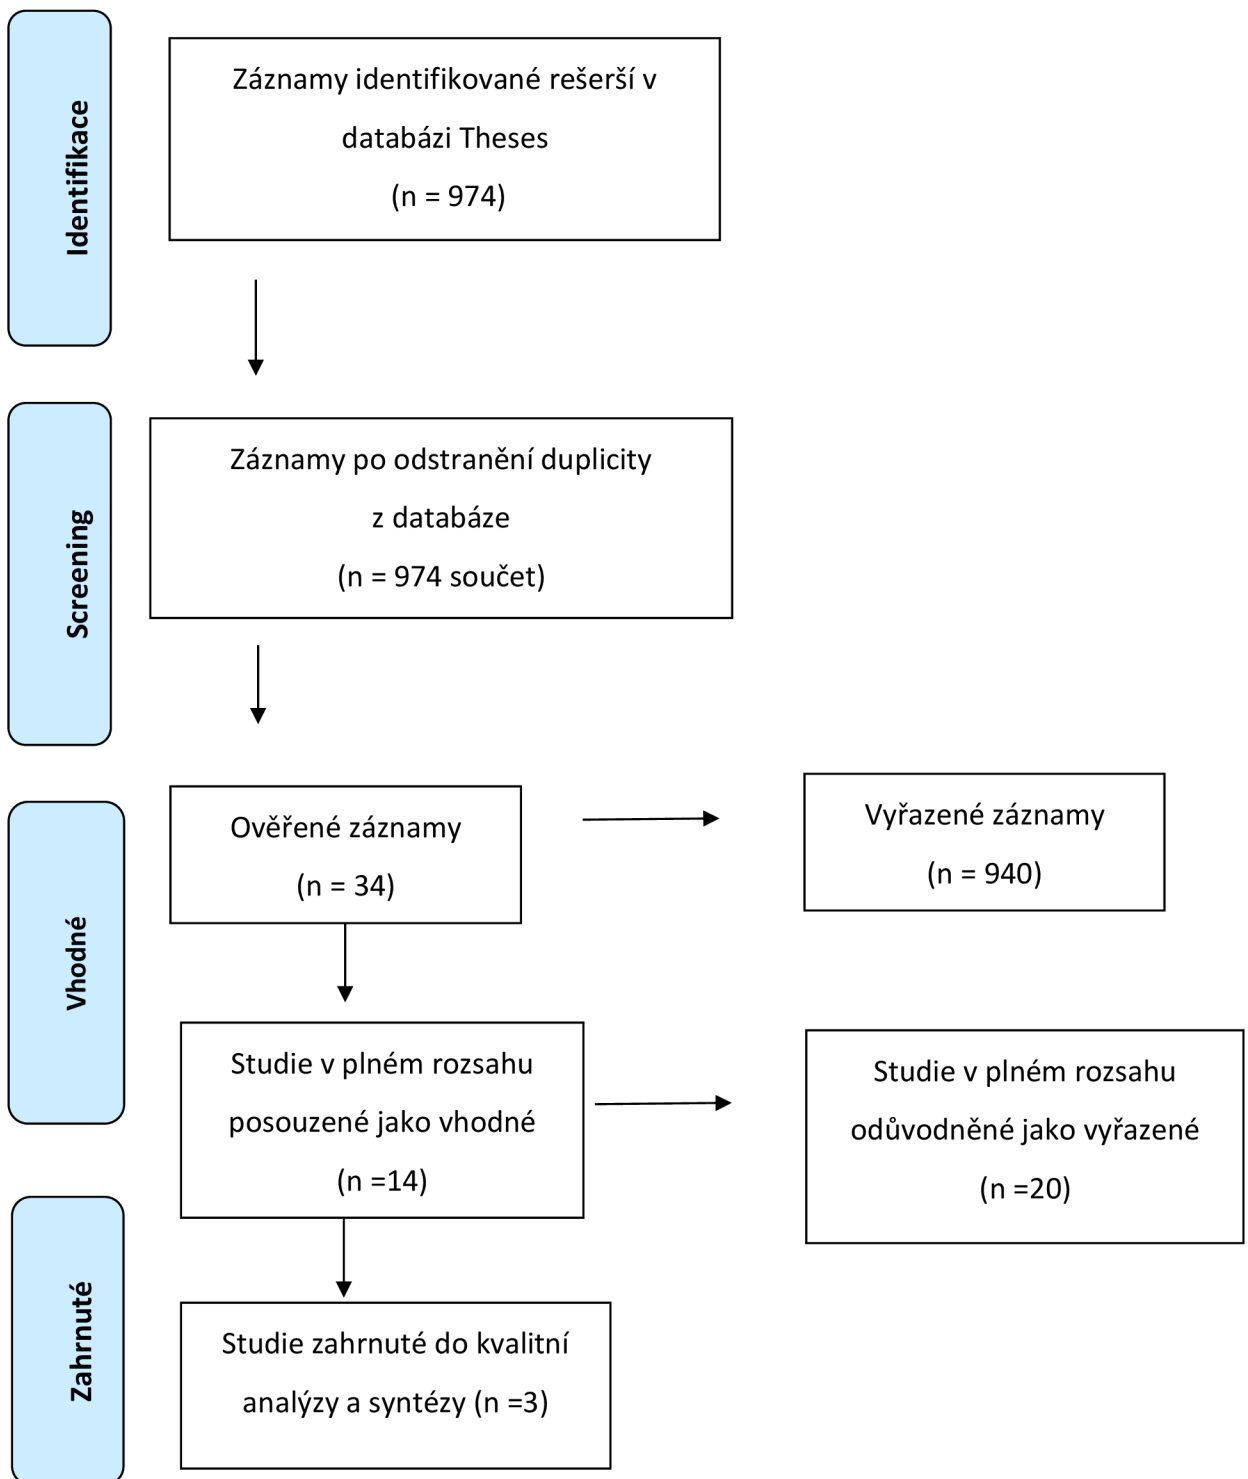 Identifikace
Záznamy identifikované rešerší v
databázi Theses
(n = 974)
Screening
Záznamy po odstranění duplicity
z databáze
(n = 974 součet)
Vhodné
Ověřené záznamy
(n = 34)
Vyřazené záznamy
(n = 940)
Studie v plném rozsahu
posouzené jako vhodné
(n =14)
Studie v plném rozsahu
odůvodněné jako vyřazené
(n =20)
Zahrnuté
Studie zahrnuté do kvalitní
analýzy a syntézy (n =3)